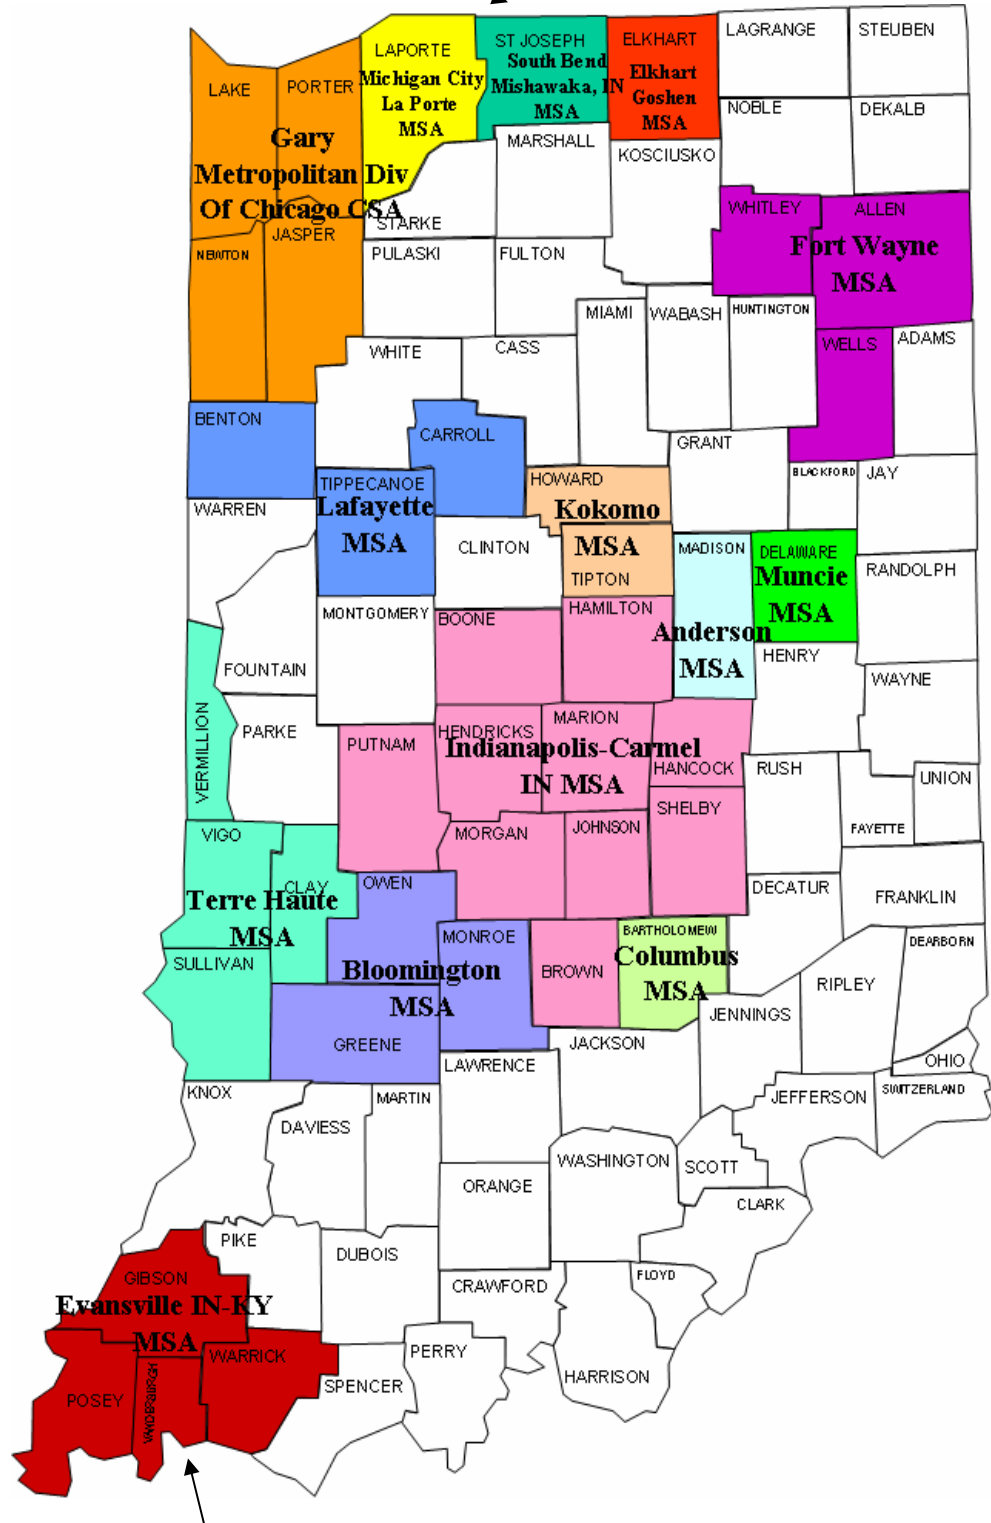 LAGRANGE
STEUBEN
LAPORTE
ST JOSEPH
ELKHART
Michigan City
La Porte
MSA
South Bend
Mishawaka, IN
MSA
Elkhart
Goshen
MSA
LAKE
PORTER
NOBLE
DEKALB
Gary
Metropolitan Div
Of Chicago CSA
MARSHALL
KOSCIUSKO
STARKE
JASPER
NEWTON
WHITLEY
ALLEN
Fort Wayne
MSA
PULASKI
FULTON
MIAMI
WABASH
HUNTINGTON
WELLS
ADAMS
WHITE
CASS
BENTON
CARROLL
GRANT
BLACKFORD
JAY
TIPPECANOE
Lafayette
MSA
HOWARD
Kokomo
MSA
TIPTON
WARREN
CLINTON
MADISON
DELAWARE
Muncie
MSA
RANDOLPH
MONTGOMERY
BOONE
HAMILTON
Anderson
MSA
HENRY
FOUNTAIN
WAYNE
VERMILLION
PARKE
PUTNAM
HENDRICKS
MARION
Indianapolis-Carmel
IN MSA
HANCOCK
RUSH
UNION
FAYETTE
VIGO
MORGAN
JOHNSON
SHELBY
CLAY
Terre Haute
MSA
OWEN
DECATUR
FRANKLIN
SULLIVAN
MONROE
Bloomington
MSA
BROWN
BARTHOLOMEW
Columbus
MSA
DEARBORN
RIPLEY
JENNINGS
GREENE
JACKSON
LAWRENCE
OHIO
KNOX
MARTIN
JEFFERSON
SWITZERLAND
DAVIESS
WASHINGTON
SCOTT
ORANGE
CLARK
PIKE
DUBOIS
GIBSON
Evansville IN-KY
MSA
CRAWFORD
FLOYD
WARRICK
PERRY
HARRISON
SPENCER
POSEY
VANDERBURGH